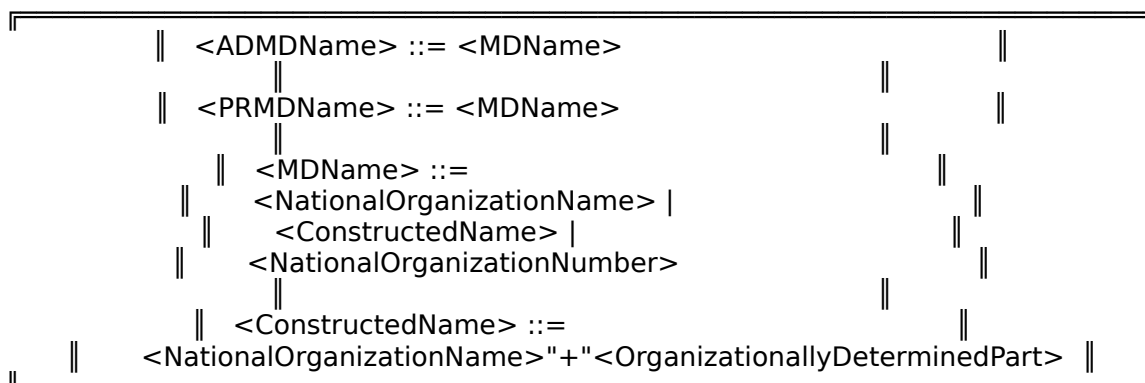 ╔══════════════════════════════════════════════════════════════
║ <ADMDName> ::= <MDName> ║
║ ║
║ <PRMDName> ::= <MDName> ║
║ ║
║ <MDName> ::= ║
║ <NationalOrganizationName> | ║
║ <ConstructedName> | ║
║ <NationalOrganizationNumber> ║
║ ║
║ <ConstructedName> ::= ║
║ <NationalOrganizationName>"+"<OrganizationallyDeterminedPart> ║
║